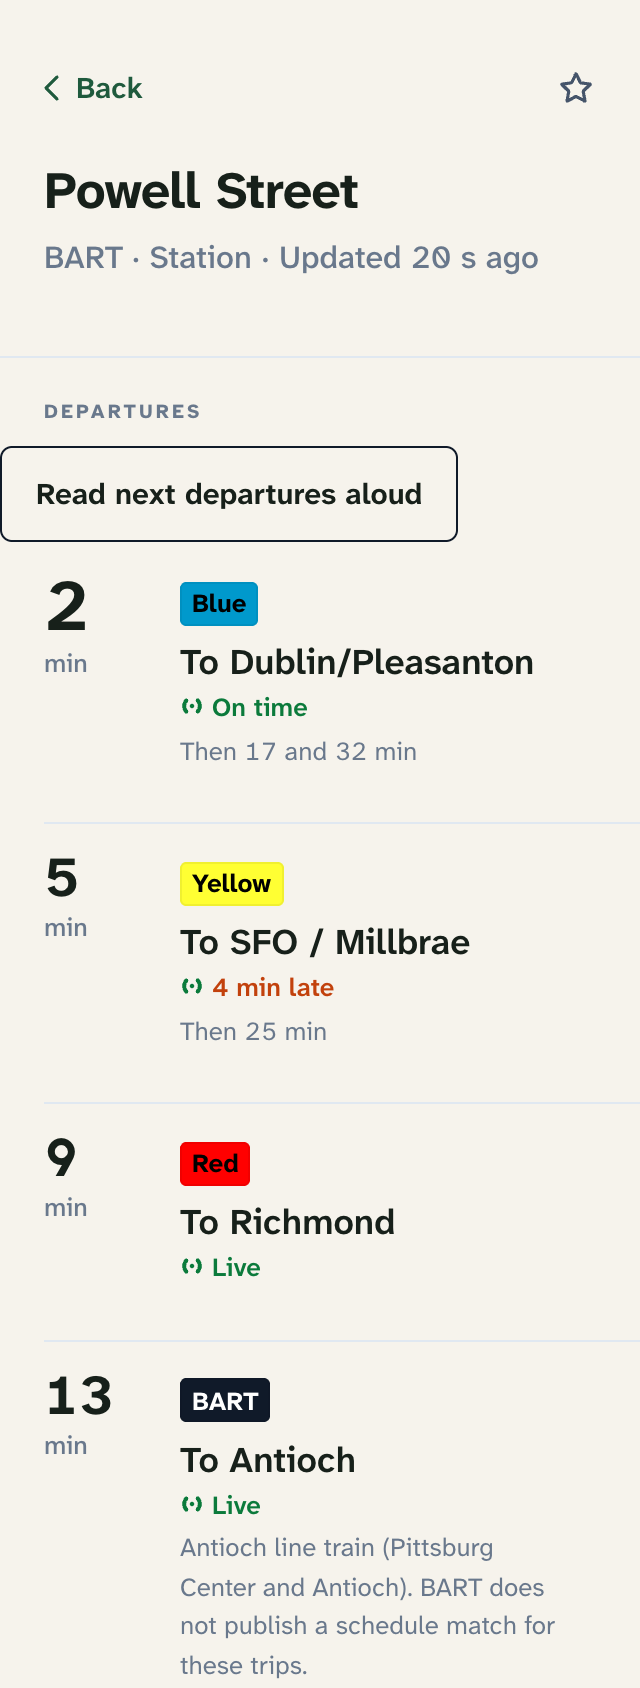 Back
Powell Street
BART · Station · Updated 20 s ago
DEPARTURES
Read next departures aloud
2
min
Blue
To Dublin/Pleasanton
On time
Then 17 and 32 min
5
min
Yellow
To SFO / Millbrae
4 min late
Then 25 min
9
min
Red
To Richmond
Live
13
min
BART
To Antioch
Live
Antioch line train (Pittsburg
Center and Antioch). BART does
not publish a schedule match for
these trips.